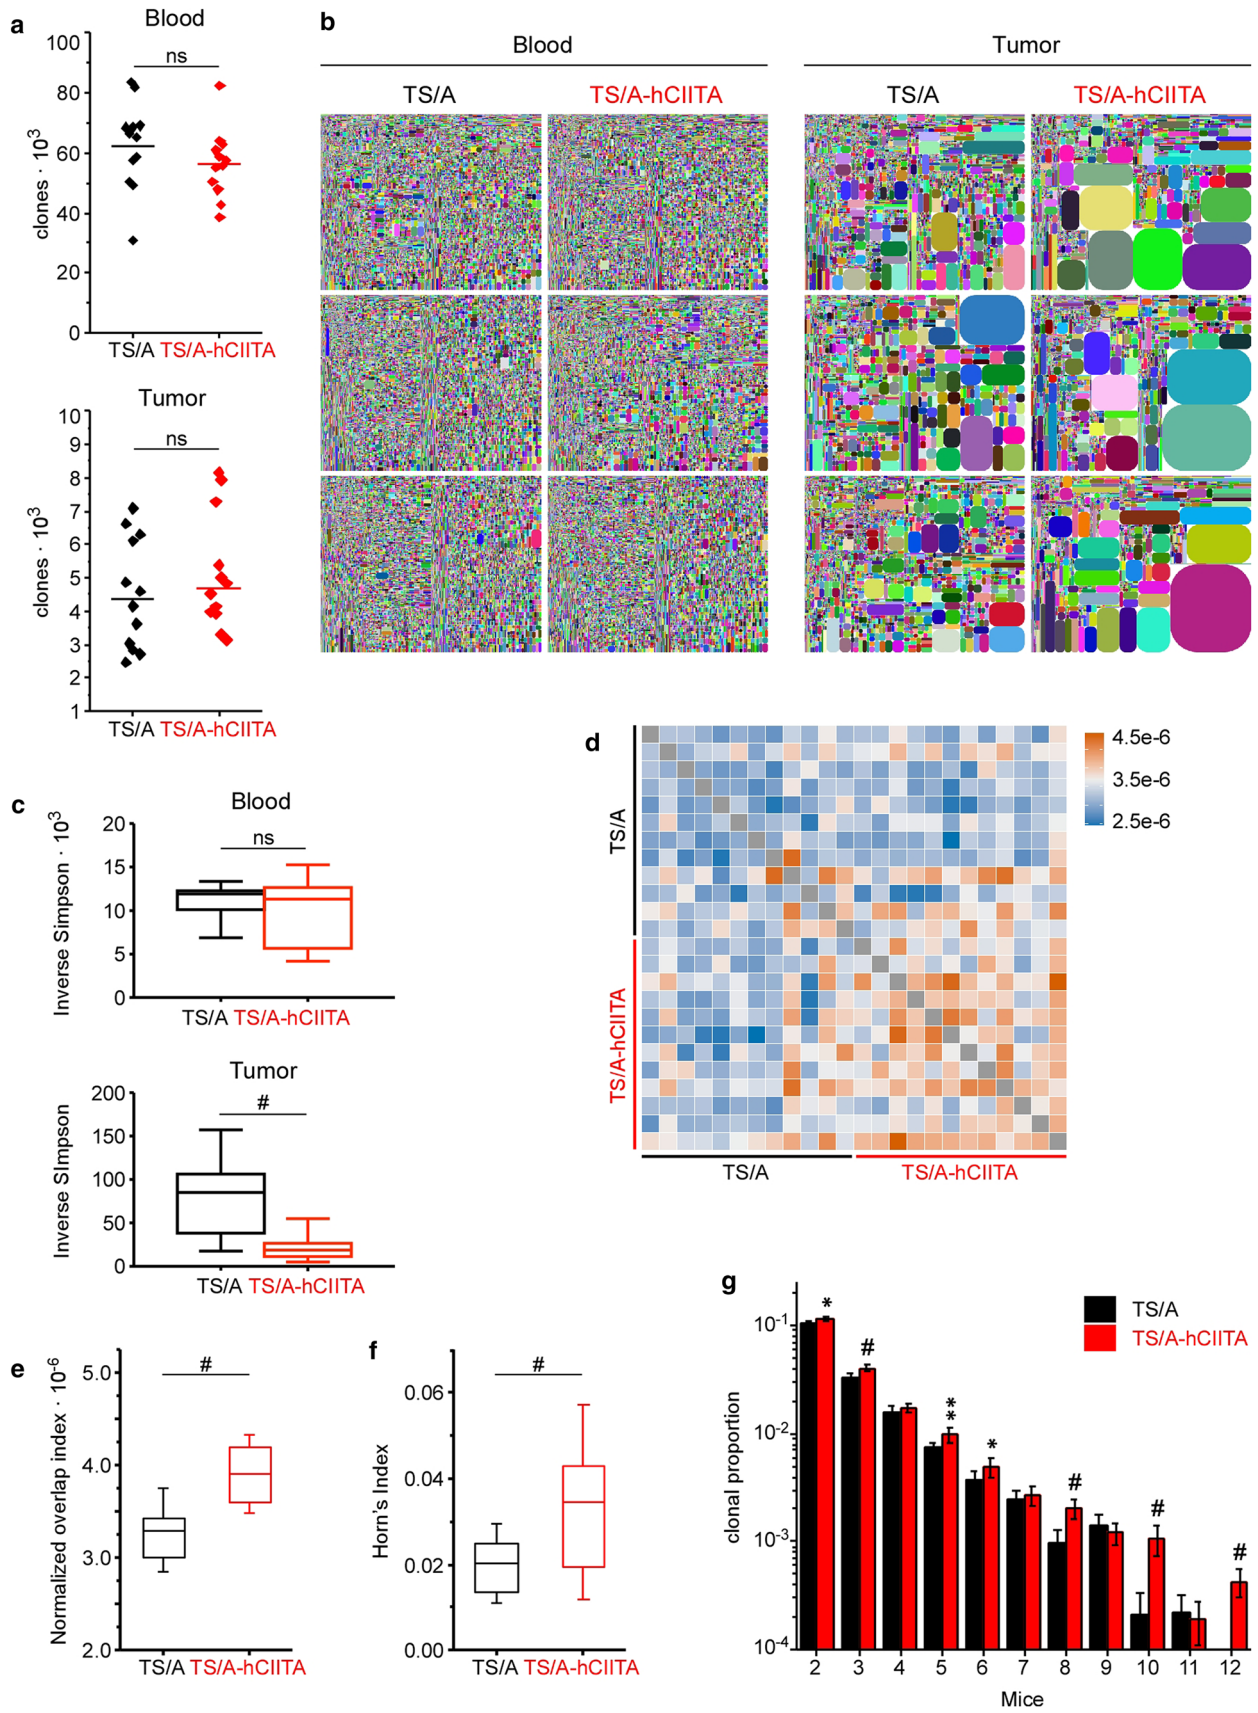 a
Blood
100
80
60
40
20
0
clones · 10³
ns
TS/A TS/A-hCIITA
Tumor
10
9
8
7
6
5
4
3
2
1
clones · 10³
ns
TS/A TS/A-hCIITA
b
Blood
Tumor
TS/A
TS/A-hCIITA
TS/A
TS/A-hCIITA
c
Blood
20
15
10
5
0
Inverse Simpson · 10³
ns
TS/A TS/A-hCIITA
Tumor
200
150
100
50
0
Inverse SImpson
#
TS/A TS/A-hCIITA
d
TS/A
TS/A-hCIITA
TS/A
TS/A-hCIITA
4.5e-6
3.5e-6
2.5e-6
e
5.0
4.0
3.0
2.0
Normalized overlap index · 10⁻⁶
#
TS/A TS/A-hCIITA
f
0.06
0.04
0.02
0.00
Horn's Index
#
TS/A TS/A-hCIITA
g
TS/A
TS/A-hCIITA
10⁻¹
10⁻²
10⁻³
10⁻⁴
clonal proportion
*
#
**
*
#
#
#
2 3 4 5 6 7 8 9 10 11 12
Mice